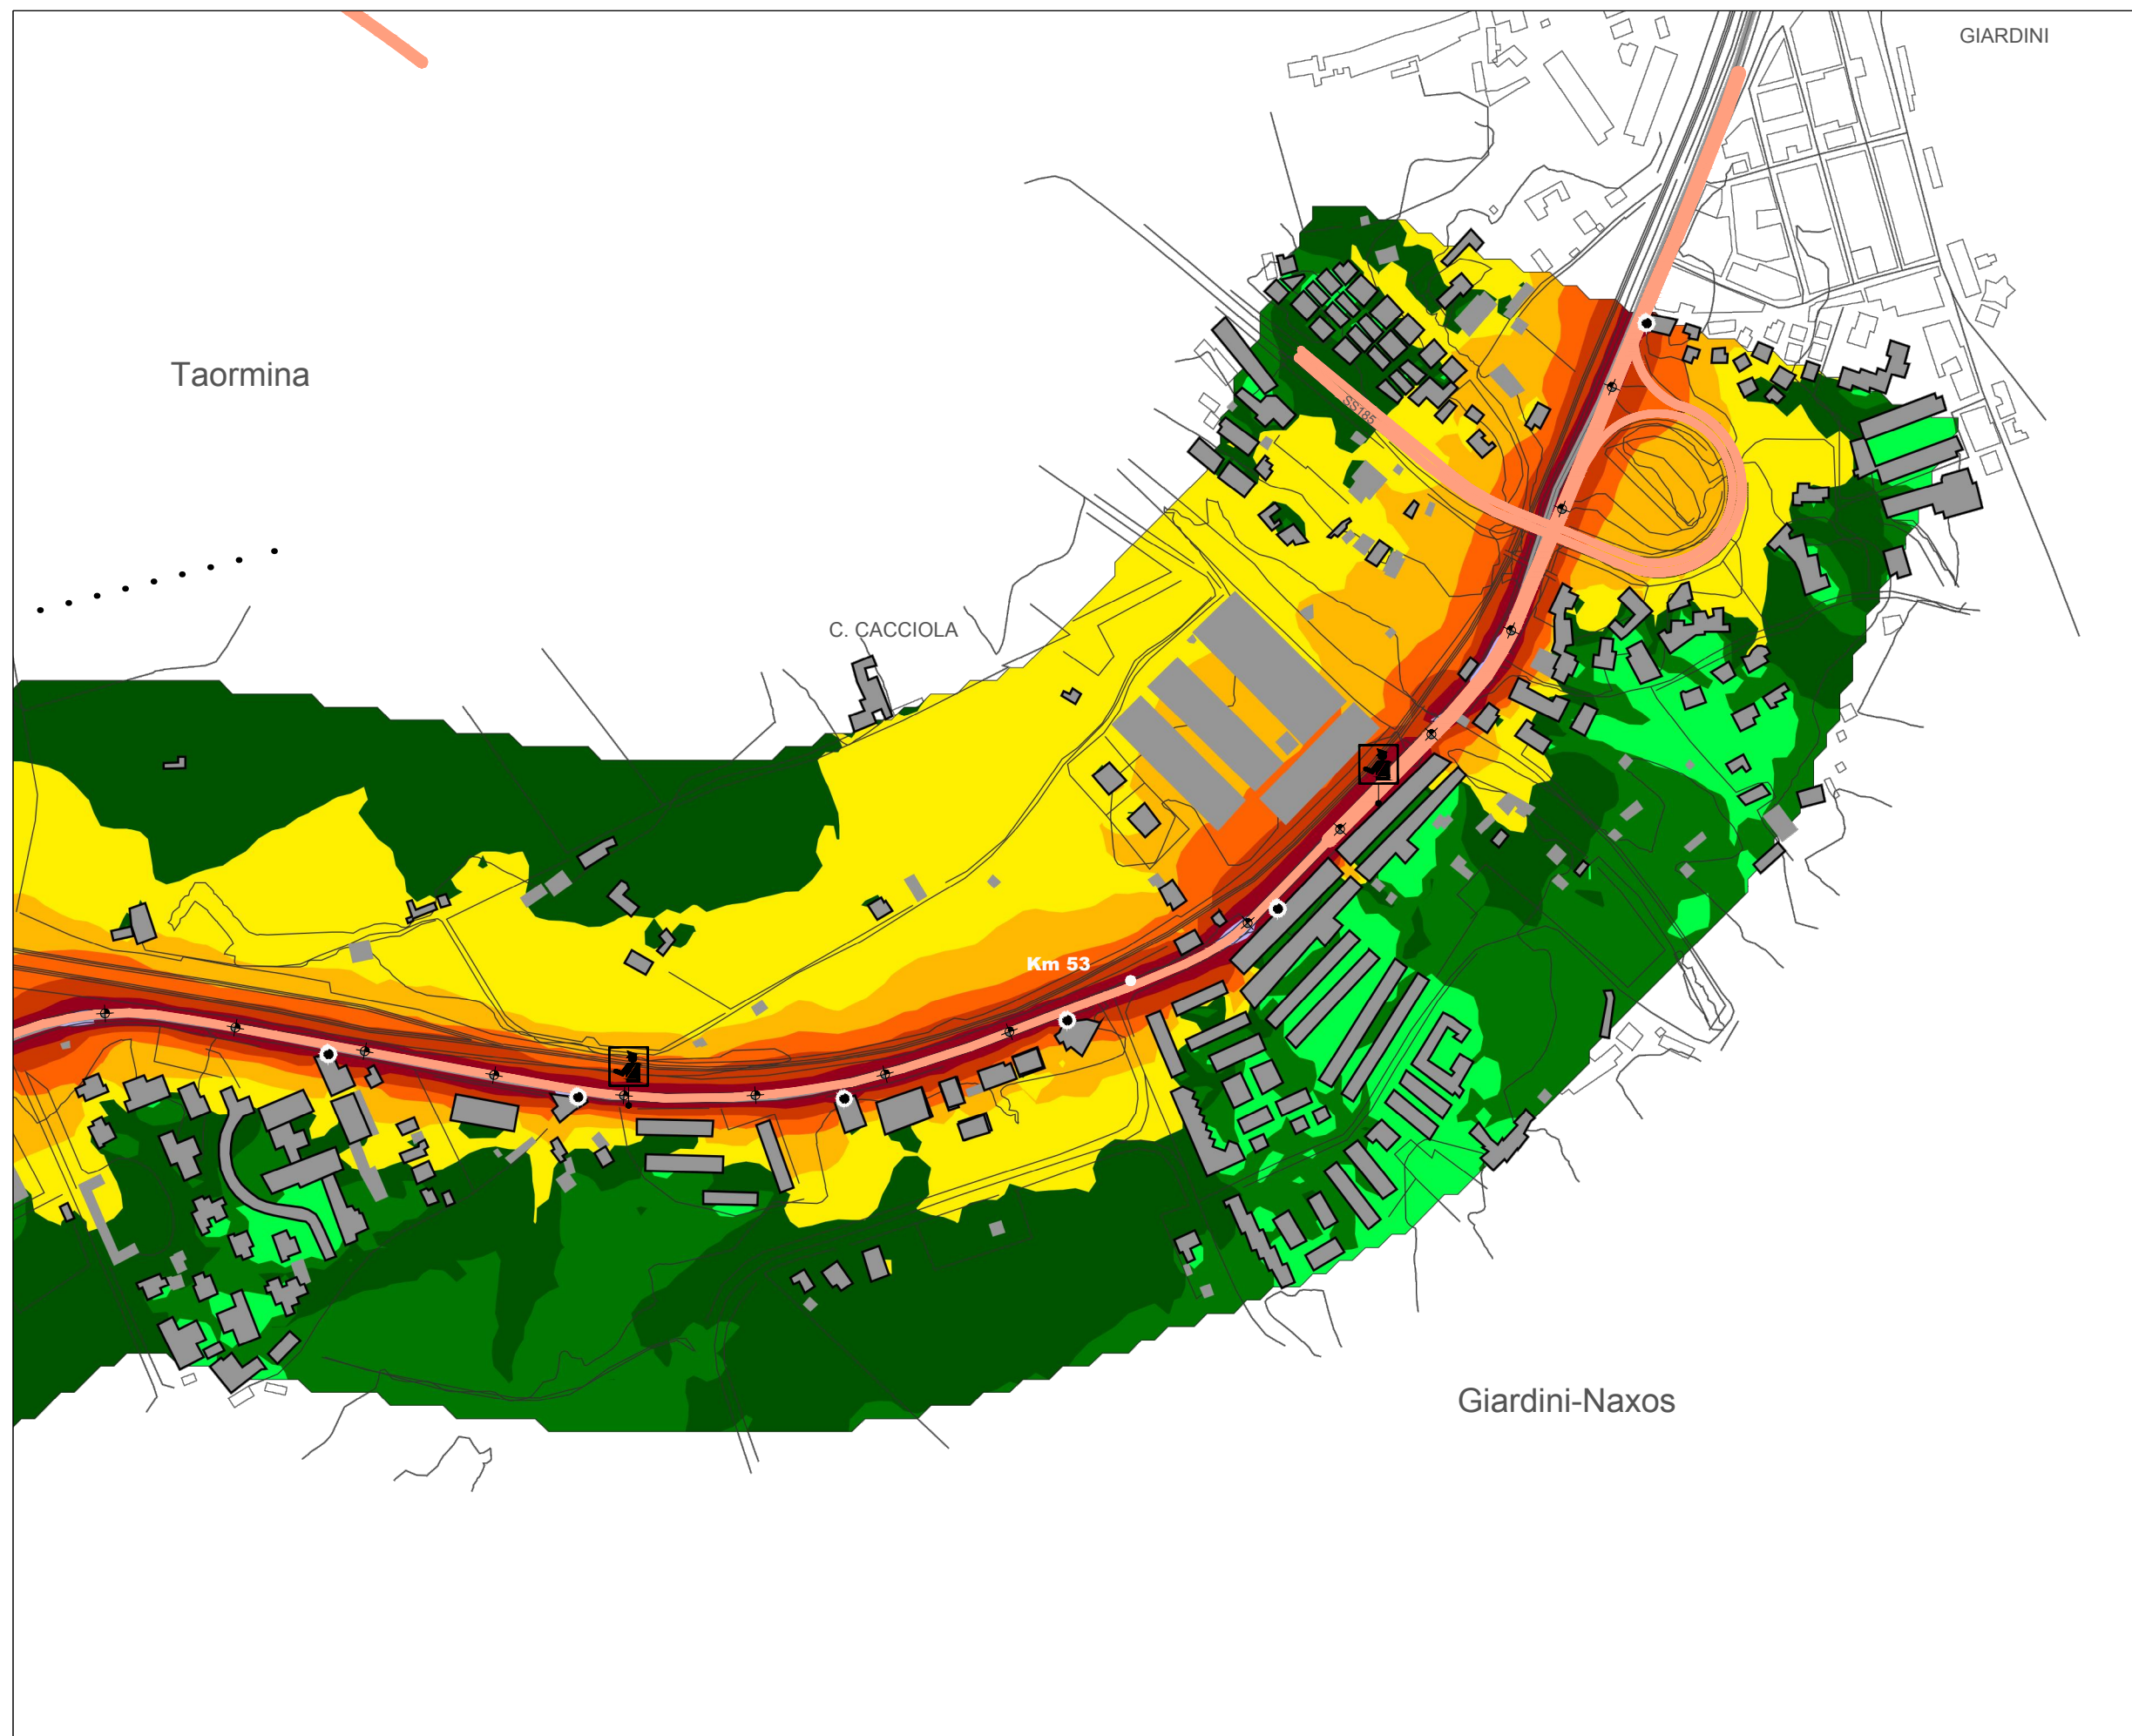 GIARDINI
Taormina
SS185
C. CACCIOLA
Km 53
Giardini-Naxos